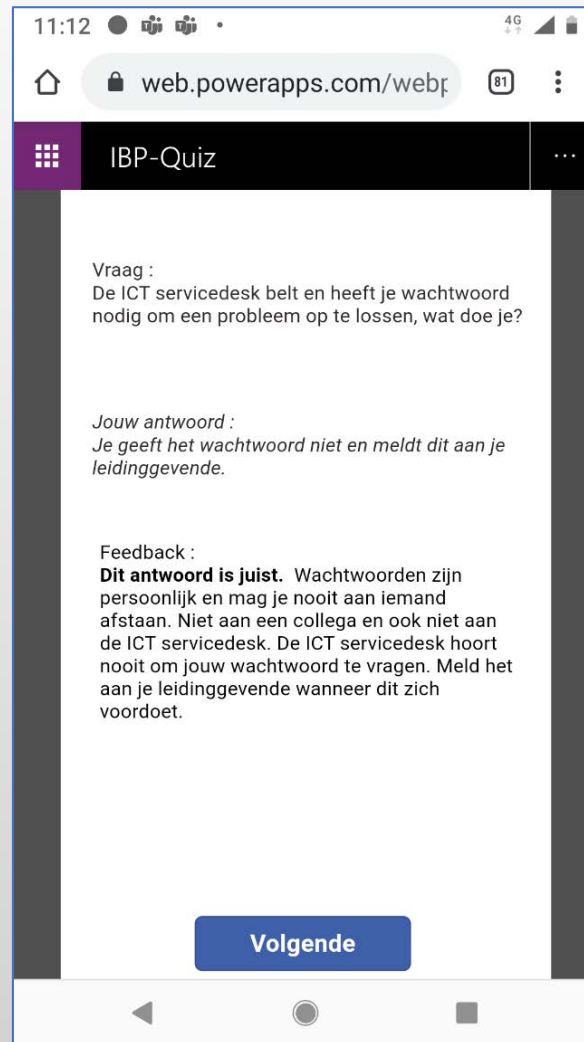 11:12
4G
web.powerapps.com/webp
81
IBP-Quiz
Vraag :
De ICT servicedesk belt en heeft je wachtwoord
nodig om een probleem op te lossen, wat doe je?
Jouw antwoord :
Je geeft het wachtwoord niet en meldt dit aan je
leidinggevende.
Feedback :
Dit antwoord is juist. Wachtwoorden zijn
persoonlijk en mag je nooit aan iemand
afstaan. Niet aan een collega en ook niet aan
de ICT servicedesk. De ICT servicedesk hoort
nooit om jouw wachtwoord te vragen. Meld het
aan je leidinggevende wanneer dit zich
voordoet.
Volgende